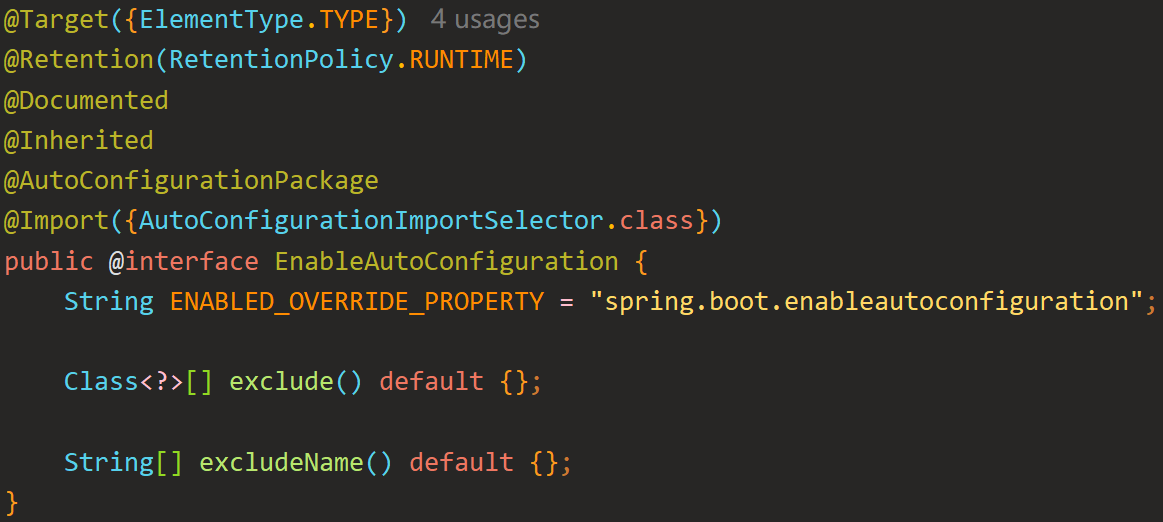 @Target({ElementType.TYPE}) 4 usages
@Retention(RetentionPolicy.RUNTIME)
@Documented
@Inherited
@AutoConfigurationPackage
@Import({AutoConfigurationImportSelector.class})
public @interface EnableAutoConfiguration {
    String ENABLED_OVERRIDE_PROPERTY = "spring.boot.enableautoconfiguration";

    Class<?>[] exclude() default {};

    String[] excludeName() default {};
}